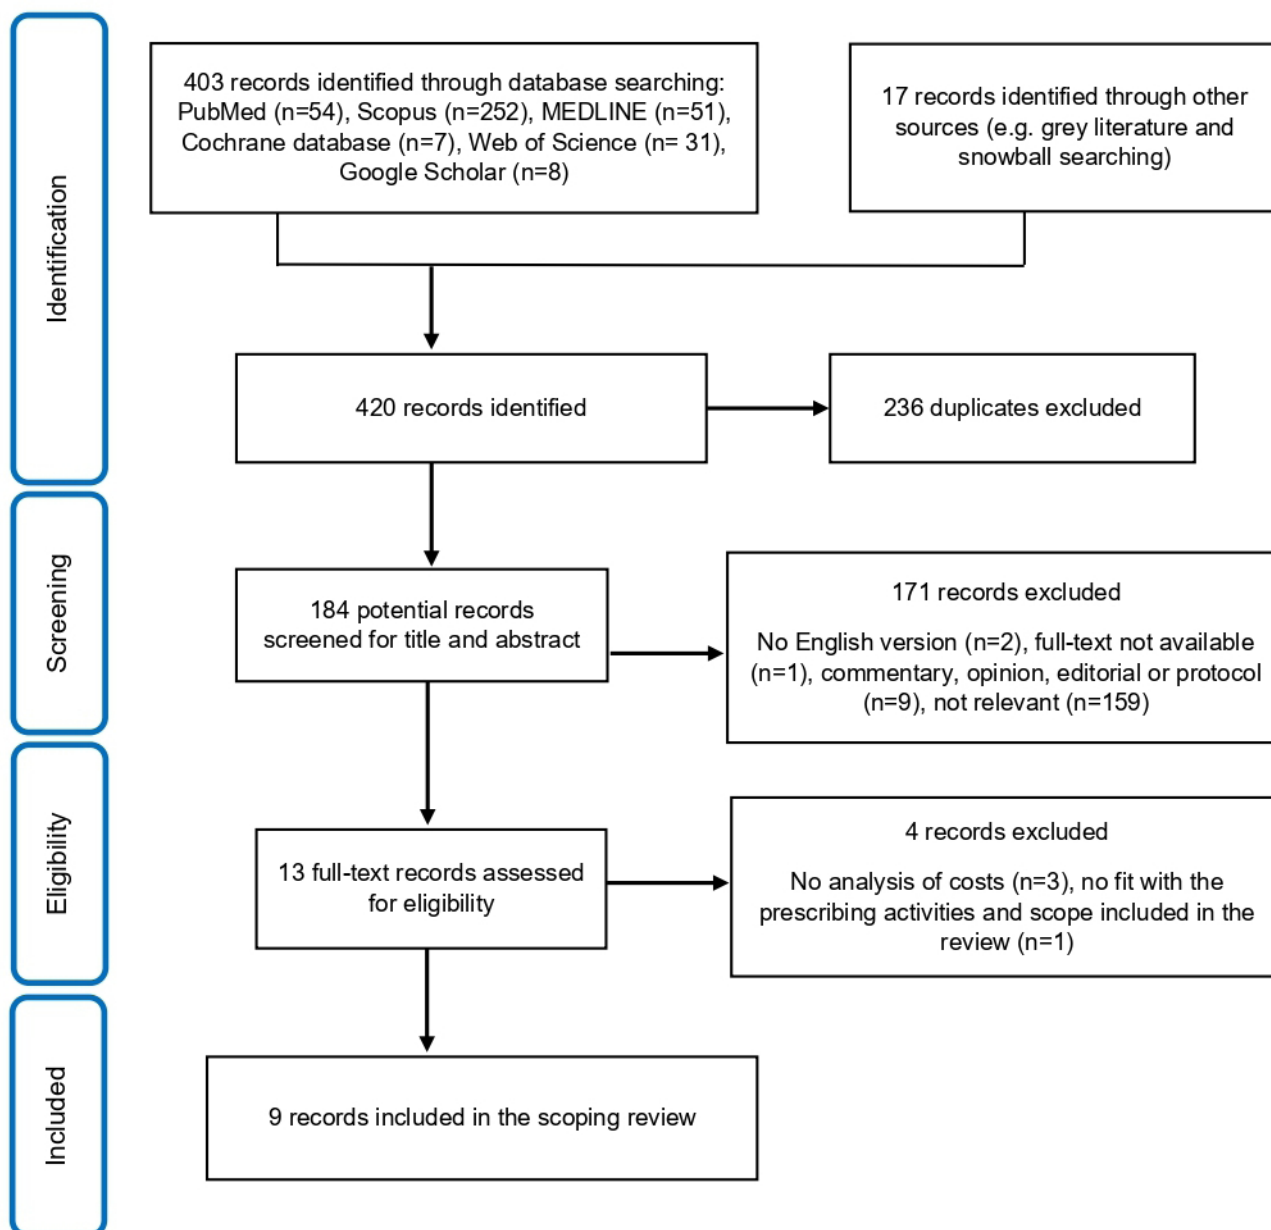 Identification
403 records identified through database searching:
PubMed (n=54), Scopus (n=252), MEDLINE (n=51),
Cochrane database (n=7), Web of Science (n= 31),
Google Scholar (n=8)
17 records identified through other
sources (e.g. grey literature and
snowball searching)
420 records identified
236 duplicates excluded
Screening
184 potential records
screened for title and abstract
171 records excluded
No English version (n=2), full-text not available
(n=1), commentary, opinion, editorial or protocol
(n=9), not relevant (n=159)
Eligibility
13 full-text records assessed
for eligibility
4 records excluded
No analysis of costs (n=3), no fit with the
prescribing activities and scope included in the
review (n=1)
Included
9 records included in the scoping review